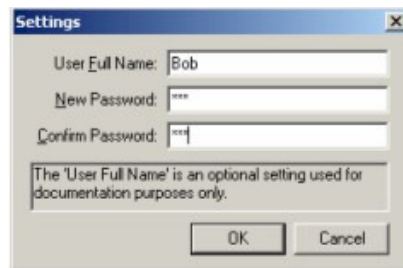 Settings
User Full Name: Bob
New Password: ***
Confirm Password: ***
The 'User Full Name' is an optional setting used for
documentation purposes only.
OK Cancel